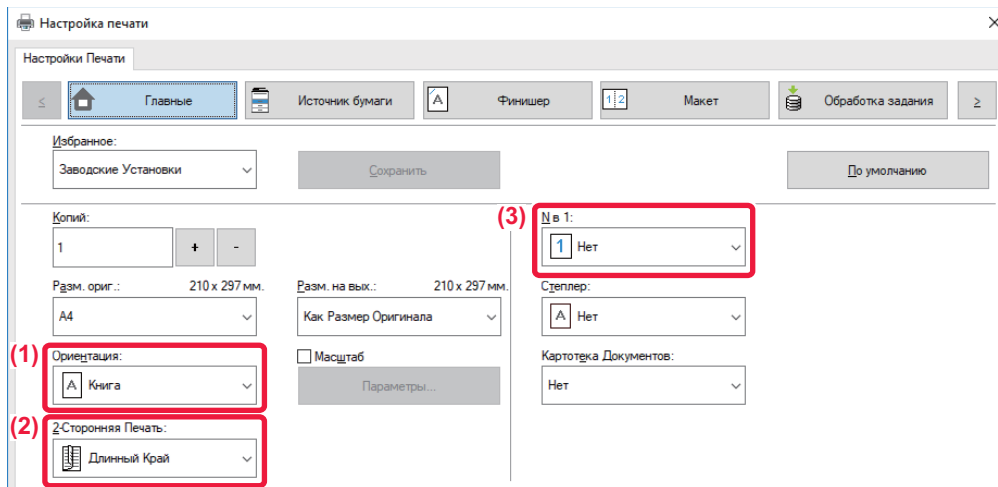 Настройка печати
Настройки Печати
< Главные Источник бумаги A Финишер 1 2 Макет Обработка задания >
Избранное:
Заводские Установки Сохранить По умолчанию
Копий: (3) N в 1:
1 + - 1 Нет
Разм. ориг.: 210 x 297 мм. Разм. на вых.: 210 x 297 мм. Степлер:
A4 Как Размер Оригинала A Нет
(1) Ориентация: Масштаб Картотека Документов:
A Книга Параметры... Нет
(2) 2-Сторонняя Печать:
Длинный Край